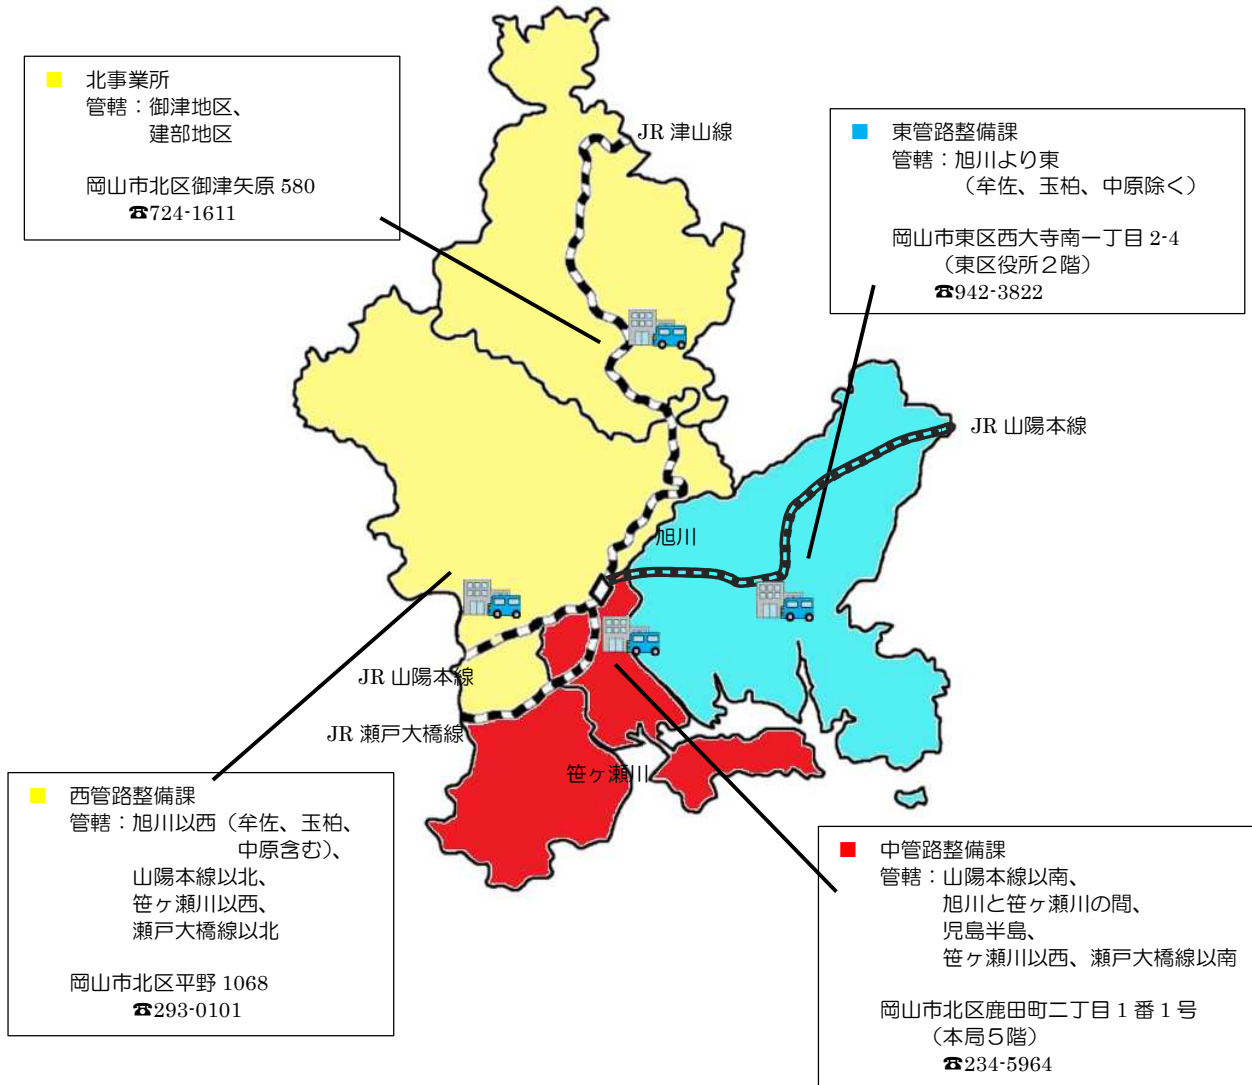 ■ 北事業所
管轄：御津地区、
建部地区
岡山市北区御津矢原 580
☎724-1611
JR 津山線
■ 東管路整備課
管轄：旭川より東
（牟佐、玉柏、中原除く）
岡山市東区西大寺南一丁目 2-4
（東区役所２階）
☎942-3822
JR 山陽本線
旭川
JR 山陽本線
JR 瀬戸大橋線
笹ヶ瀬川
■ 西管路整備課
管轄：旭川以西（牟佐、玉柏、
中原含む）、
山陽本線以北、
笹ヶ瀬川以西、
瀬戸大橋線以北
岡山市北区平野 1068
☎293-0101
■ 中管路整備課
管轄：山陽本線以南、
旭川と笹ヶ瀬川の間、
児島半島、
笹ヶ瀬川以西、瀬戸大橋線以南
岡山市北区鹿田町二丁目 1 番 1 号
（本局５階）
☎234-5964